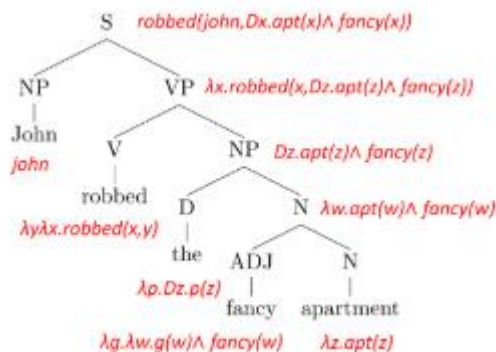 S robbed(john,Dx.apt(x)∧ fancy(x))
NP VP λx.robbed(x,Dz.apt(z)∧ fancy(z))
John
john
V NP Dz.apt(z)∧ fancy(z)
robbed
λyλx.robbed(x,y)
D N λw.apt(w)∧ fancy(w)
the
λp.Dz.p(z)
ADJ N
fancy apartment
λg.λw.g(w)∧ fancy(w) λz.apt(z)